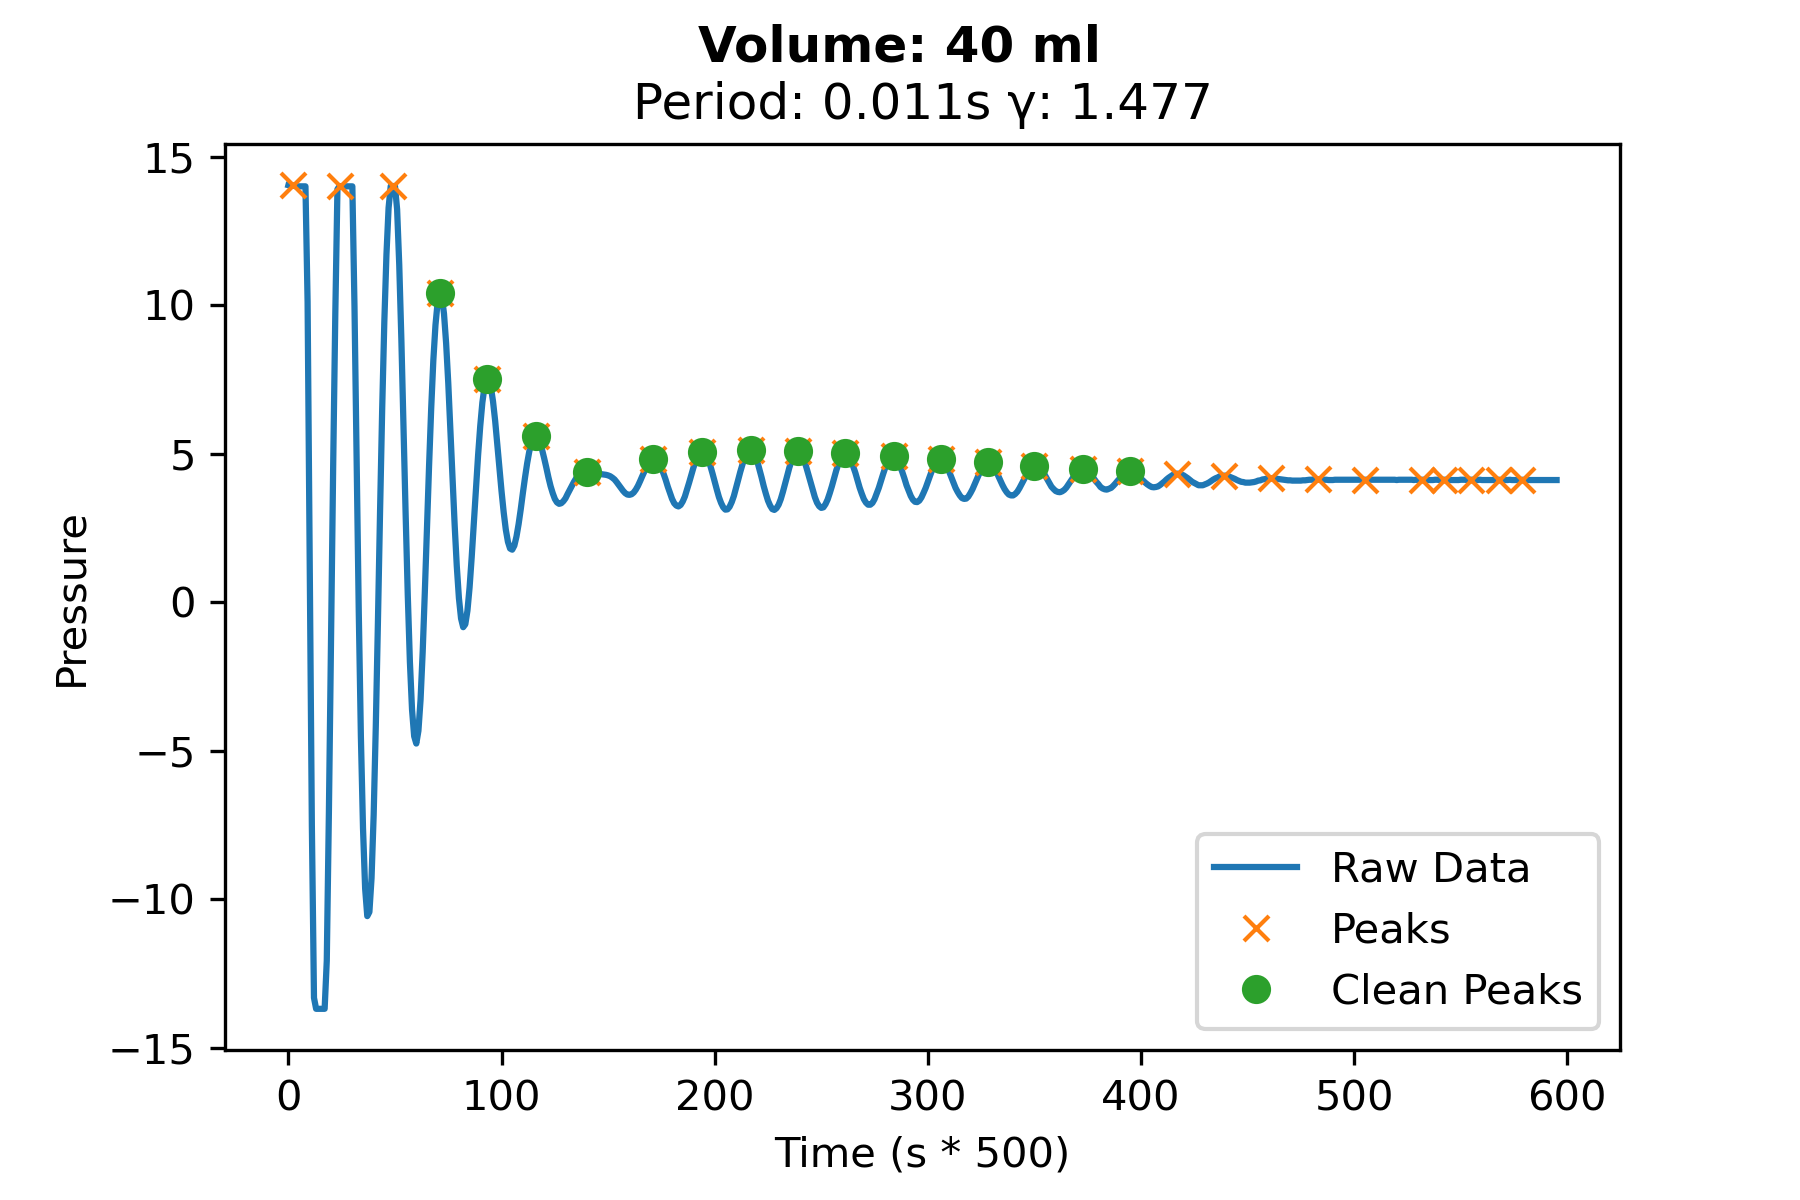 Volume: 40 ml
Period: 0.011s γ: 1.477
15
10
5
0
−5
−10
−15
Pressure
0 100 200 300 400 500 600
Time (s * 500)
Raw Data
Peaks
Clean Peaks